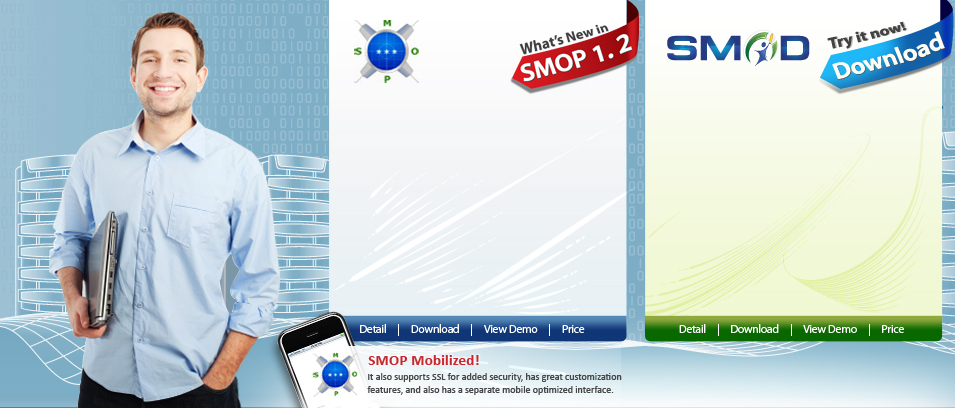 M
S O
P
What's New in
SMOP 1. 2
SMOD
Try it now!
Download
Detail | Download | View Demo | Price
Detail | Download | View Demo | Price
M
S O
P
SMOP Mobilized!
It also supports SSL for added security, has great customization
features, and also has a separate mobile optimized interface.